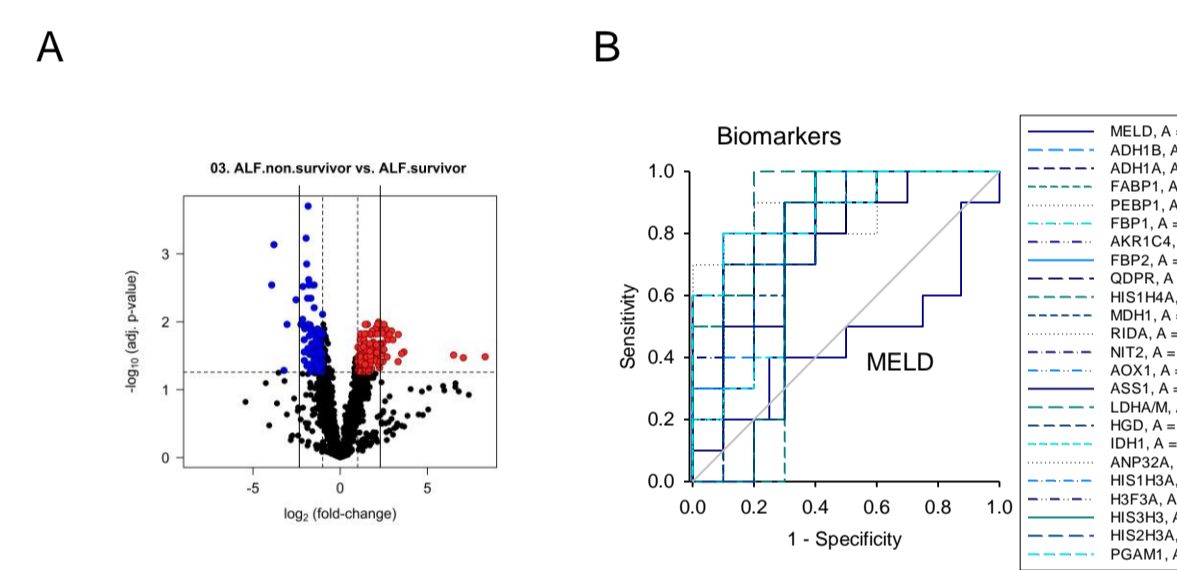 A
B
03. ALF.non.survivor vs. ALF.survivor
-log10 (adj. p-value)
3
2
1
0
-5
0
5
log2 (fold-change)
Biomarkers
Sensitivity
1.0
0.8
0.6
0.4
0.2
0.0
MELD
0.0
0.2
0.4
0.6
0.8
1.0
1 - Specificity
MELD, A =
ADH1B, A
ADH1A, A
FABP1, A
PEBP1, A
FBP1, A =
AKR1C4,
FBP2, A =
QDPR, A
HIS1H4A,
MDH1, A =
RIDA, A =
NIT2, A =
AOX1, A =
ASS1, A =
LDHA/M,
HGD, A =
IDH1, A =
ANP32A,
HIS1H3A,
H3F3A, A
HIS3H3, A
HIS2H3A,
PGAM1, A